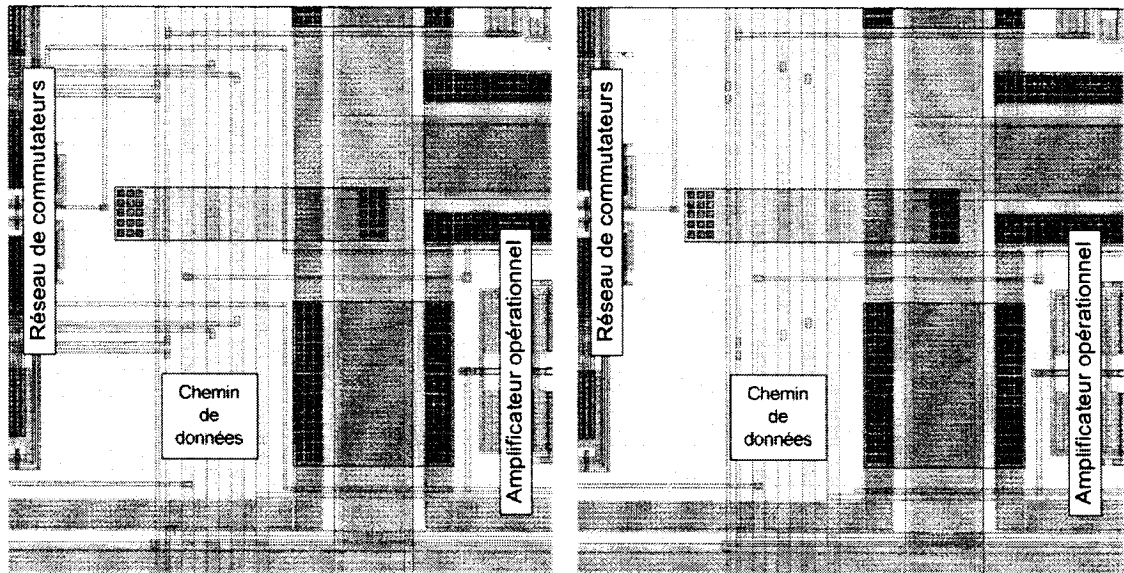 Réseau de commutateurs
Chemin
de
données
Amplificateur opérationnel
Réseau de commutateurs
Chemin
de
données
Amplificateur opérationnel